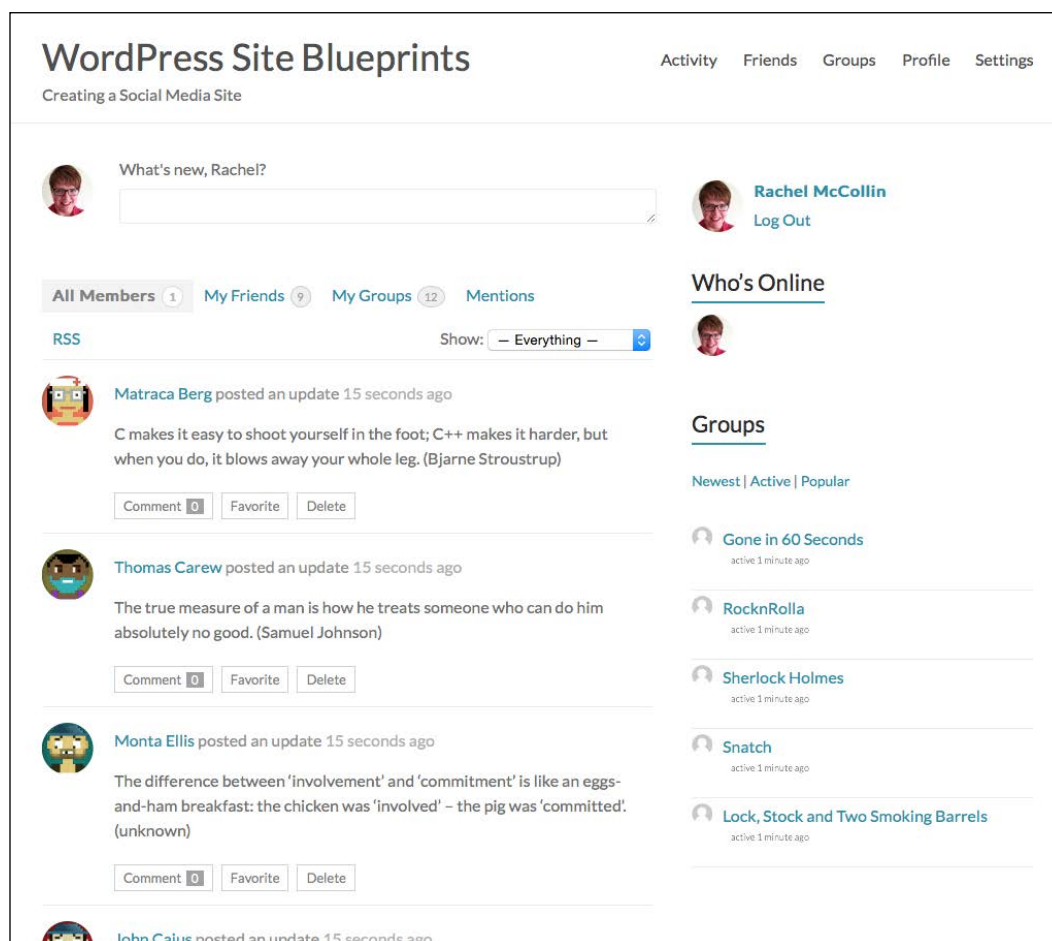 WordPress Site Blueprints
Creating a Social Media Site
Activity Friends Groups Profile Settings
What's new, Rachel?
All Members 1 My Friends 9 My Groups 12 Mentions
RSS
Show: — Everything —
Matraca Berg posted an update 15 seconds ago
C makes it easy to shoot yourself in the foot; C++ makes it harder, but
when you do, it blows away your whole leg. (Bjarne Stroustrup)
Comment 0 Favorite Delete
Thomas Carew posted an update 15 seconds ago
The true measure of a man is how he treats someone who can do him
absolutely no good. (Samuel Johnson)
Comment 0 Favorite Delete
Monta Ellis posted an update 15 seconds ago
The difference between ‘involvement’ and ‘commitment’ is like an eggs-
and-ham breakfast: the chicken was ‘involved’ – the pig was ‘committed’.
(unknown)
Comment 0 Favorite Delete
John Caius posted an update 15 seconds ago
Rachel McCollin
Log Out
Who’s Online
Groups
Newest | Active | Popular
Gone in 60 Seconds
active 1 minute ago
RocknRolla
active 1 minute ago
Sherlock Holmes
active 1 minute ago
Snatch
active 1 minute ago
Lock, Stock and Two Smoking Barrels
active 1 minute ago